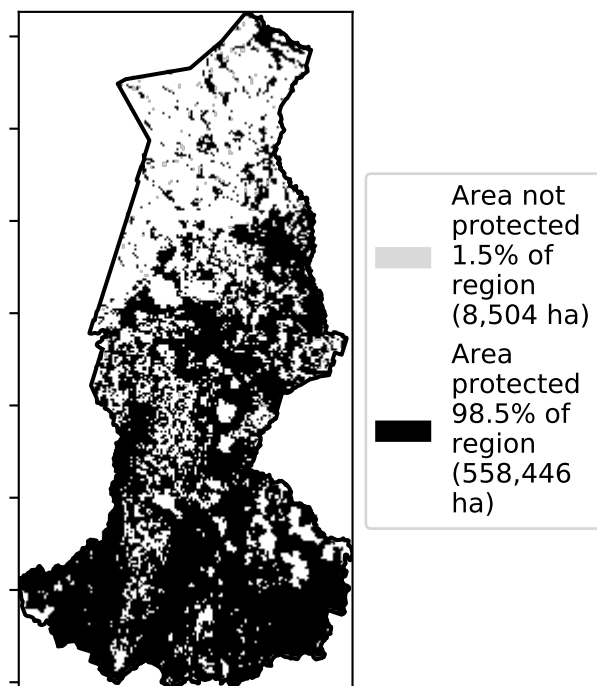 Area not
protected
1.5% of
region
(8,504 ha)
Area
protected
98.5% of
region
(558,446
ha)